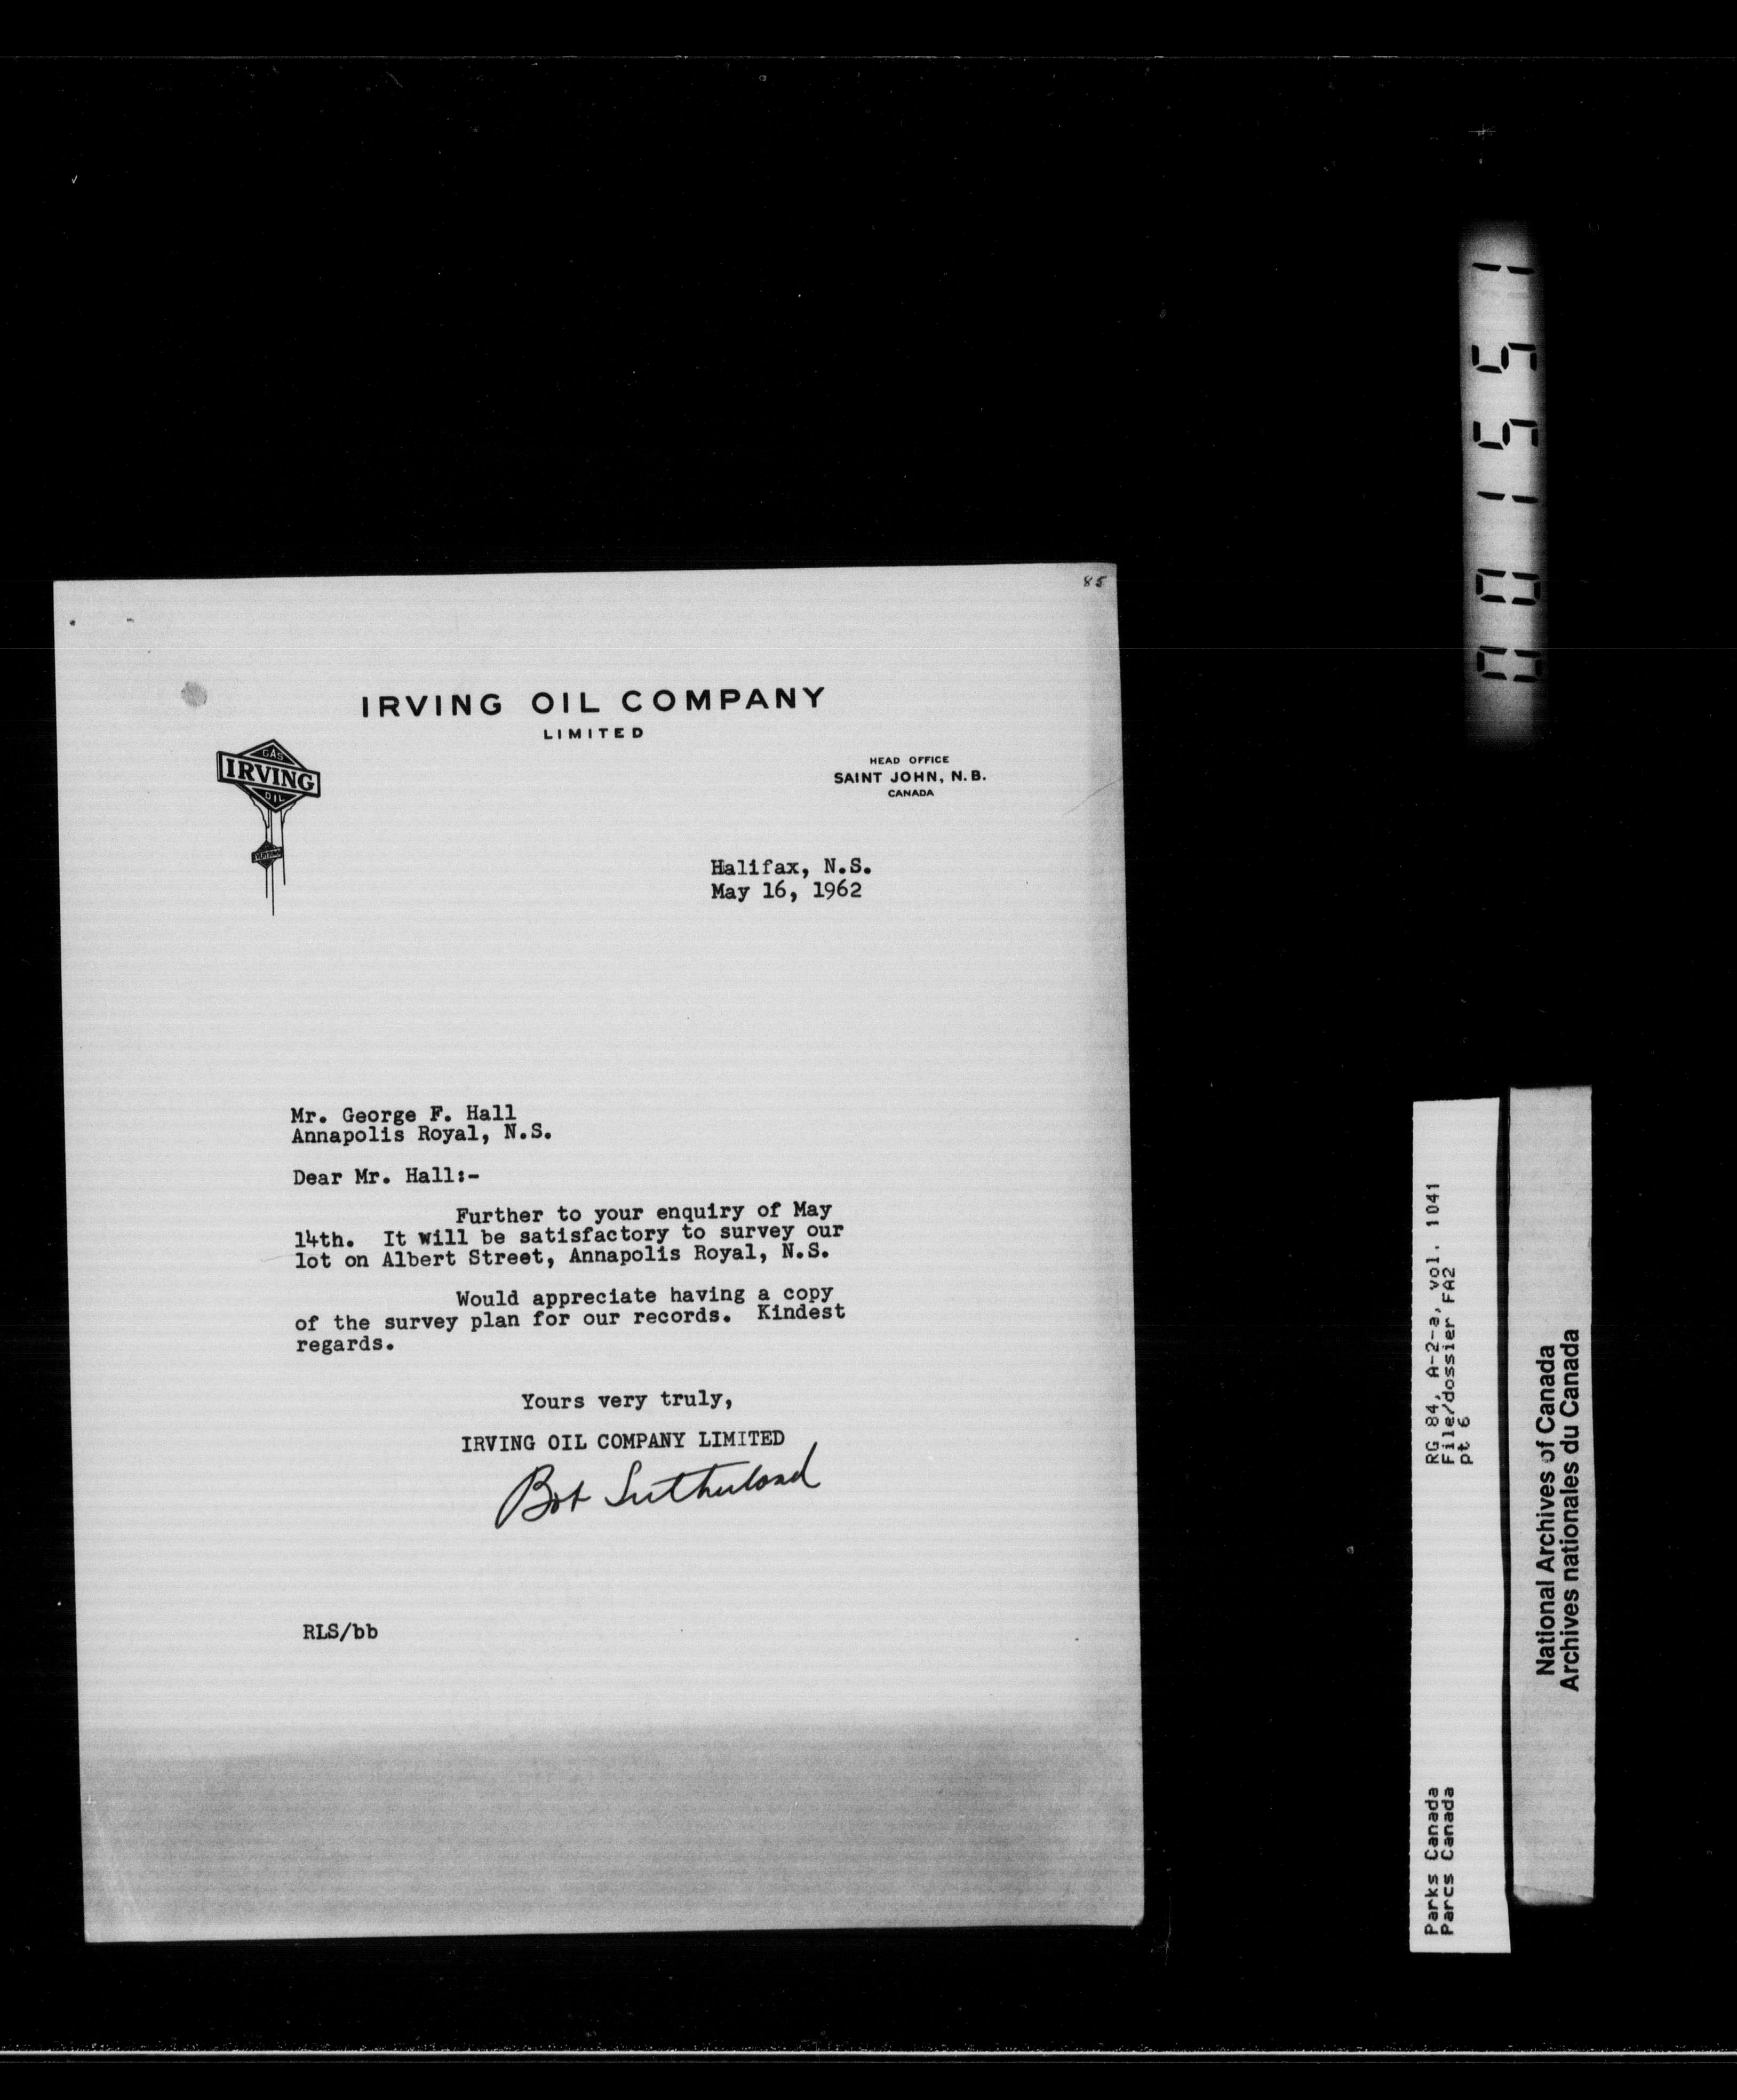 85
IRVING OIL COMPANY
LIMITED
GAS
IRVING
OIL
HEAD OFFICE
SAINT JOHN, N.B.
CANADA
Halifax, N.S.
May 16, 1962
Mr. George F. Hall
Annapolis Royal, N.S.
Dear Mr. Hall:-
Further to your enquiry of May
14th. It will be satisfactory to survey our
lot on Albert Street, Annapolis Royal, N.S.
Would appreciate having a copy
of the survey plan for our records. Kindest
regards.
Yours very truly,
IRVING OIL COMPANY LIMITED
Bob Sutherland
RLS/bb
001551
RG 84, A-2-a, vol. 1041
File/dossier FA2
pt 6
Parks Canada
Parcs Canada
National Archives of Canada
Archives nationales du Canada